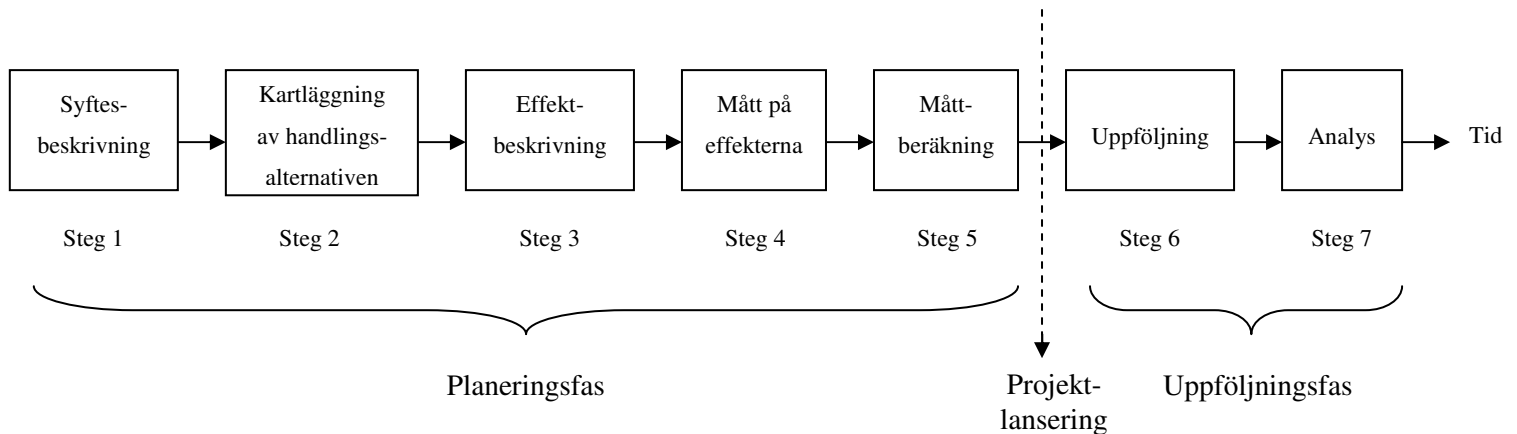 Syftes-
beskrivning
Kartläggning
av handlings-
alternativen
Effekt-
beskrivning
Mått på
effekterna
Mått-
beräkning
Uppföljning
Analys
Tid
Steg 1
Steg 2
Steg 3
Steg 4
Steg 5
Steg 6
Steg 7
Planeringsfas
Projekt-
lansering
Uppföljningsfas